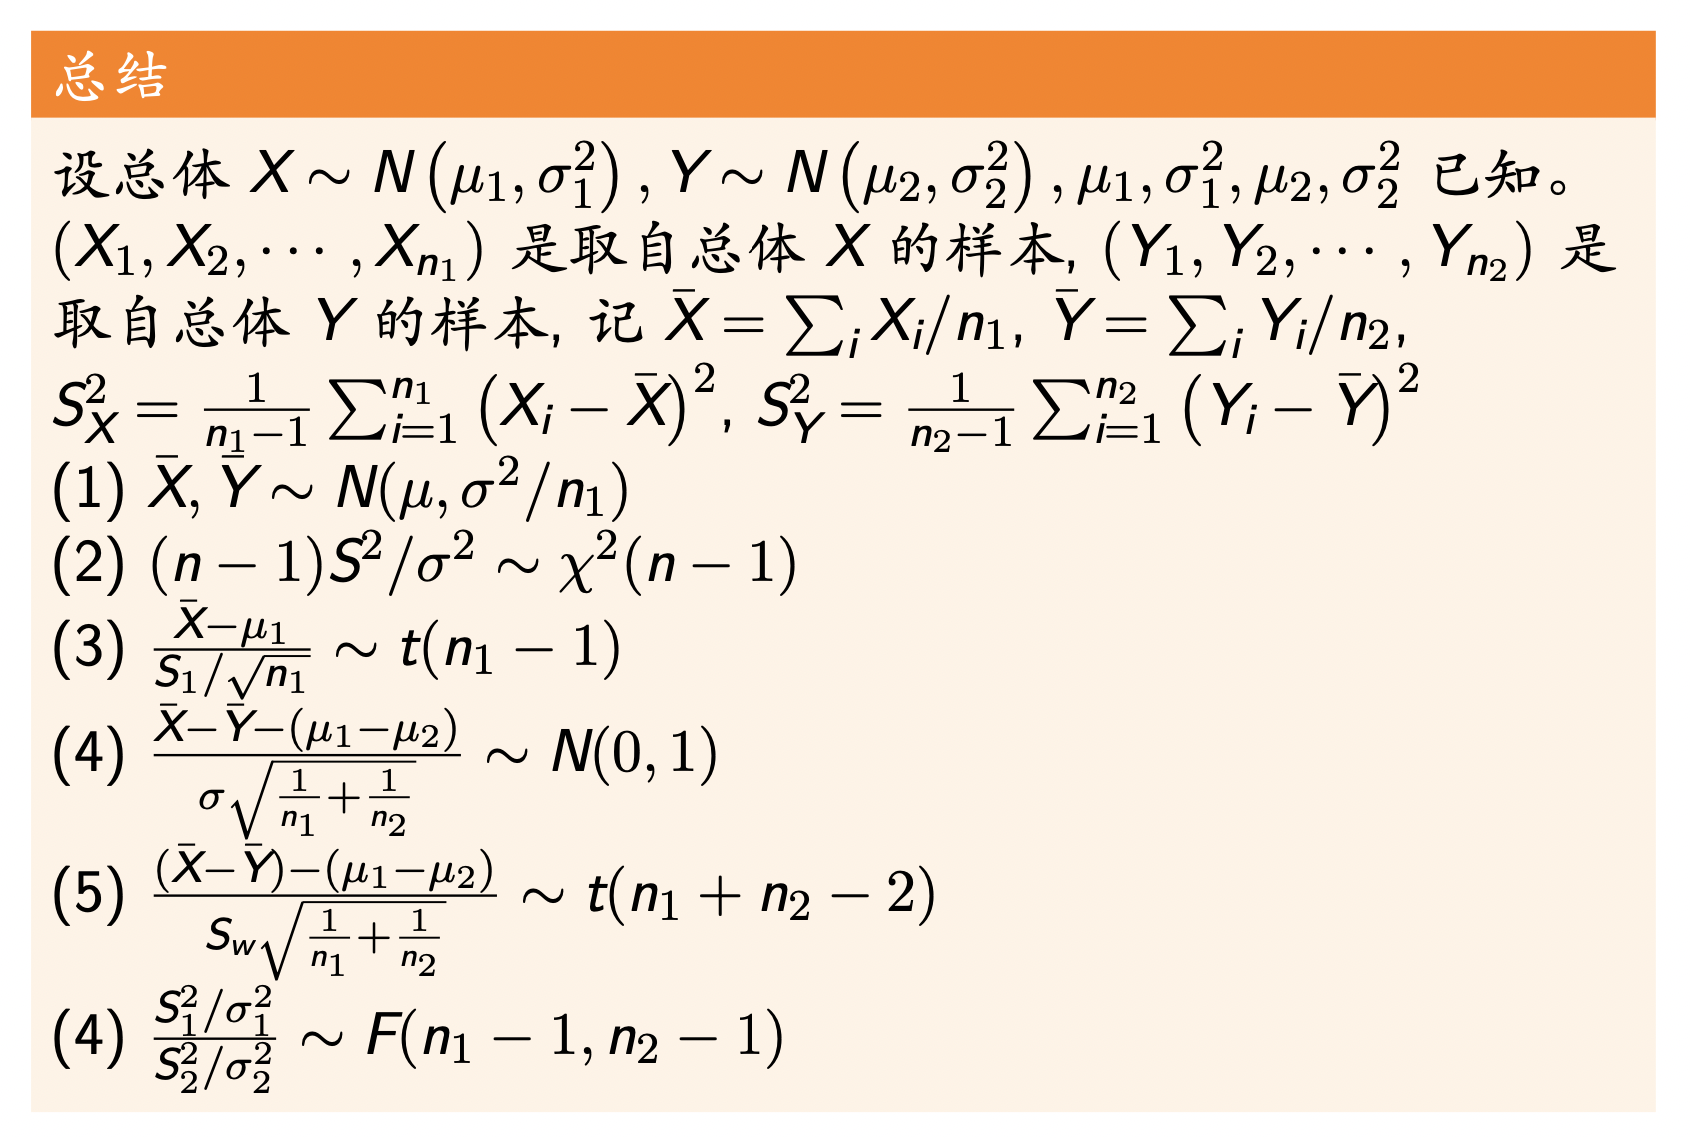 总结
设总体 $X \sim N\left(\mu_1, \sigma_1^2\right), Y \sim N\left(\mu_2, \sigma_2^2\right), \mu_1, \sigma_1^2, \mu_2, \sigma_2^2$ 已知。
$(X_1, X_2, \cdots, X_{n_1})$ 是取自总体 $X$ 的样本, $(Y_1, Y_2, \cdots, Y_{n_2})$ 是
取自总体 $Y$ 的样本, 记 $\bar{X} = \sum_i X_i/n_1$, $\bar{Y} = \sum_i Y_i/n_2$,
$S_X^2 = \frac{1}{n_1-1} \sum_{i=1}^{n_1} \left(X_i - \bar{X}\right)^2$, $S_Y^2 = \frac{1}{n_2-1} \sum_{i=1}^{n_2} \left(Y_i - \bar{Y}\right)^2$
(1) $\bar{X}, \bar{Y} \sim N(\mu, \sigma^2/n_1)$
(2) $(n-1)S^2/\sigma^2 \sim \chi^2(n-1)$
(3) $\frac{\bar{X}-\mu_1}{S_1/\sqrt{n_1}} \sim t(n_1-1)$
(4) $\frac{\bar{X}-\bar{Y}-(\mu_1-\mu_2)}{\sigma\sqrt{\frac{1}{n_1}+\frac{1}{n_2}}} \sim N(0,1)$
(5) $\frac{(\bar{X}-\bar{Y})-(\mu_1-\mu_2)}{S_w\sqrt{\frac{1}{n_1}+\frac{1}{n_2}}} \sim t(n_1+n_2-2)$
(4) $\frac{S_1^2/\sigma_1^2}{S_2^2/\sigma_2^2} \sim F(n_1-1, n_2-1)$